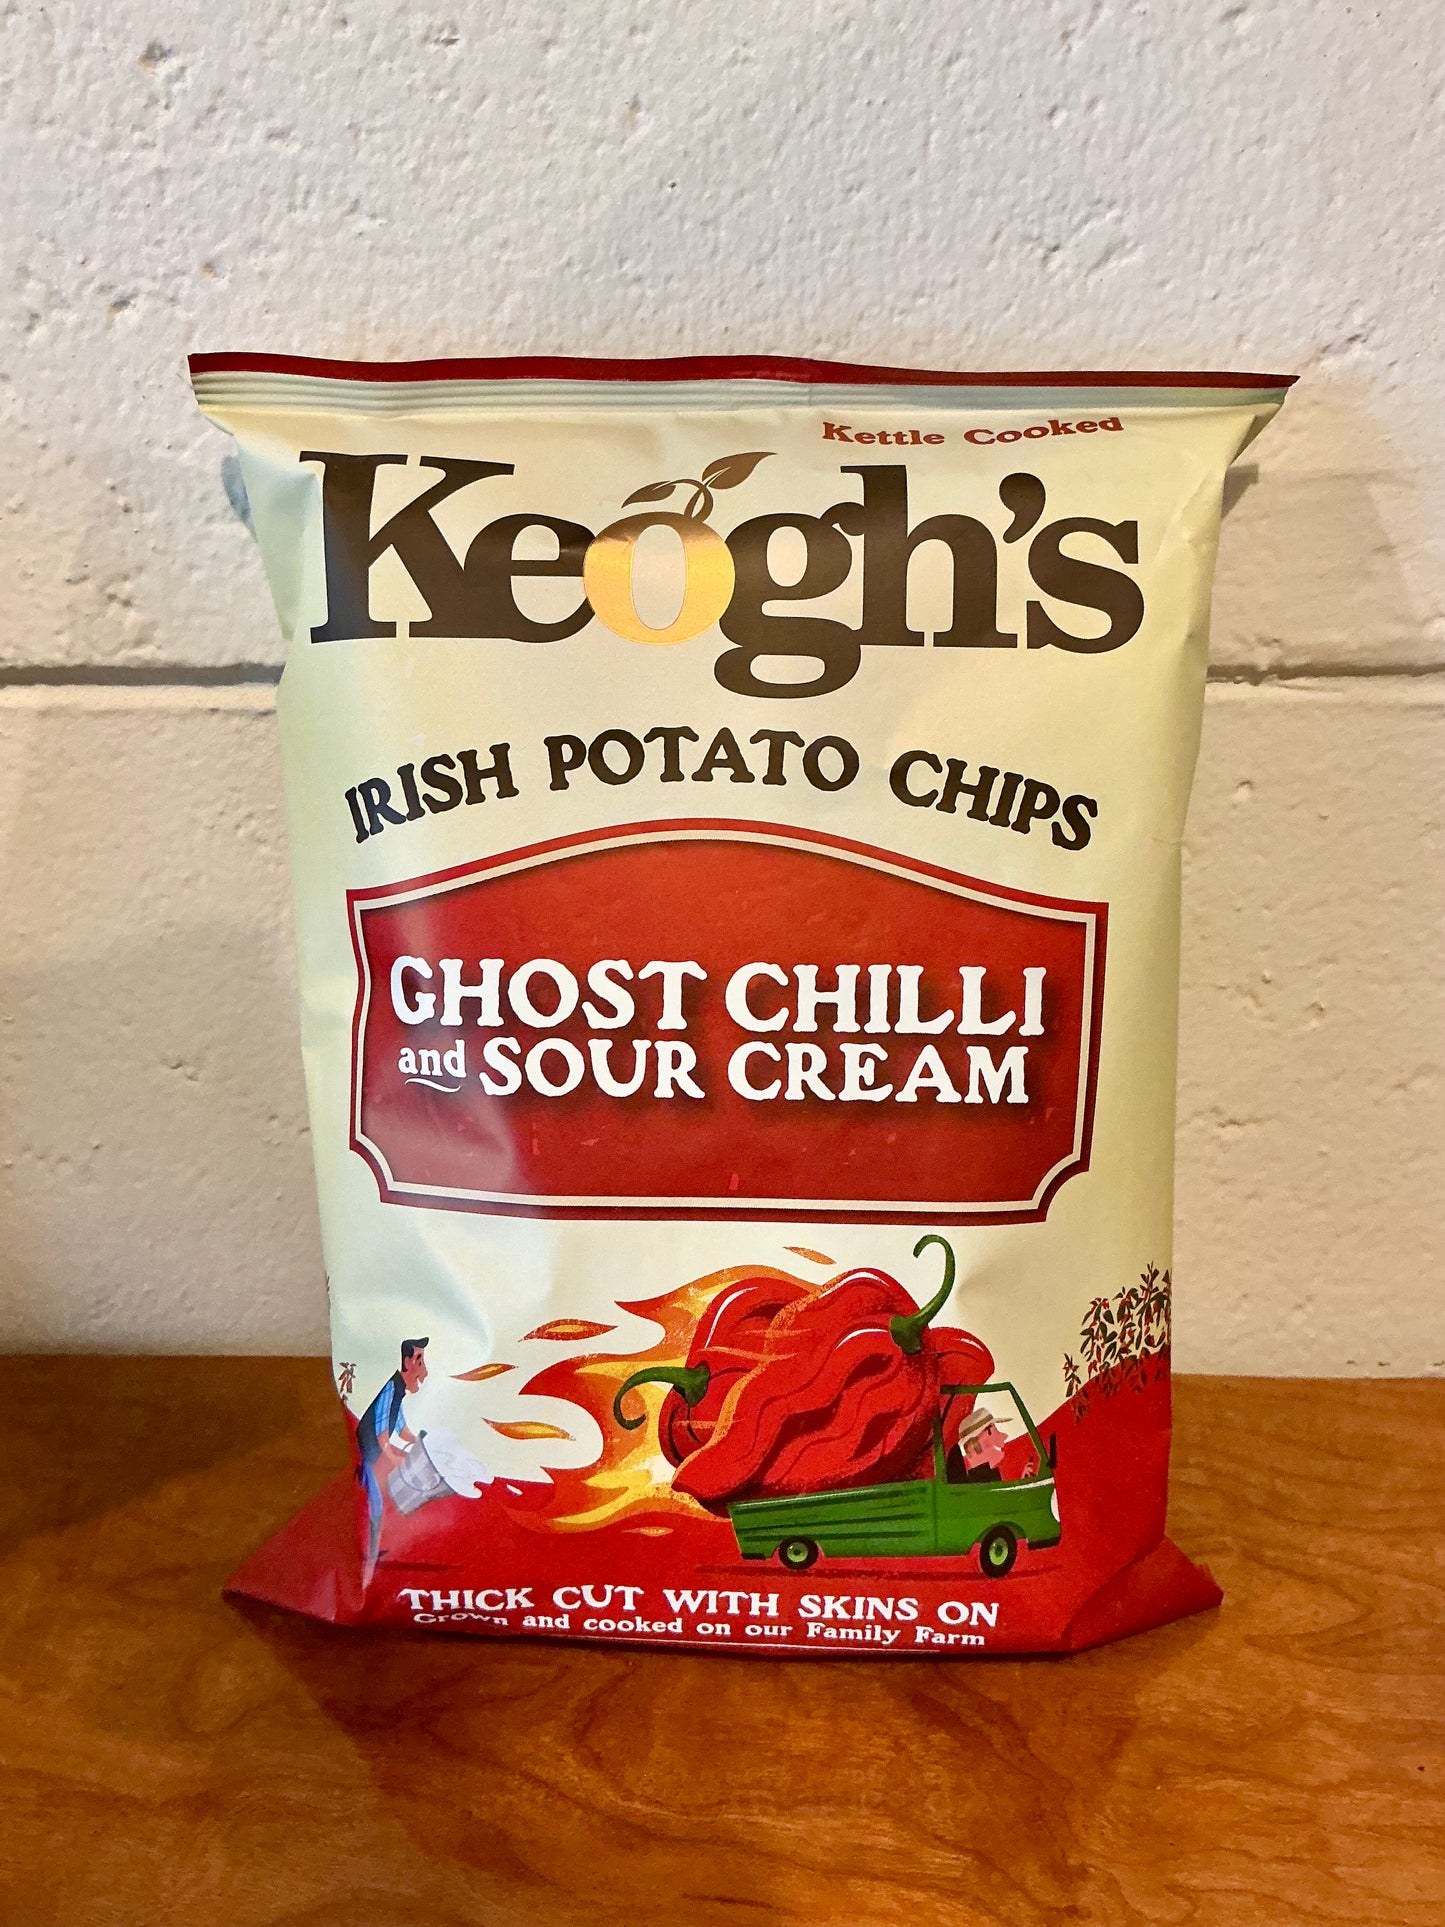 Kettle Cooked
Keogh's
IRISH POTATO CHIPS
GHOST CHILLI
and SOUR CREAM
THICK CUT WITH SKINS ON
Grown and cooked on our Family Farm